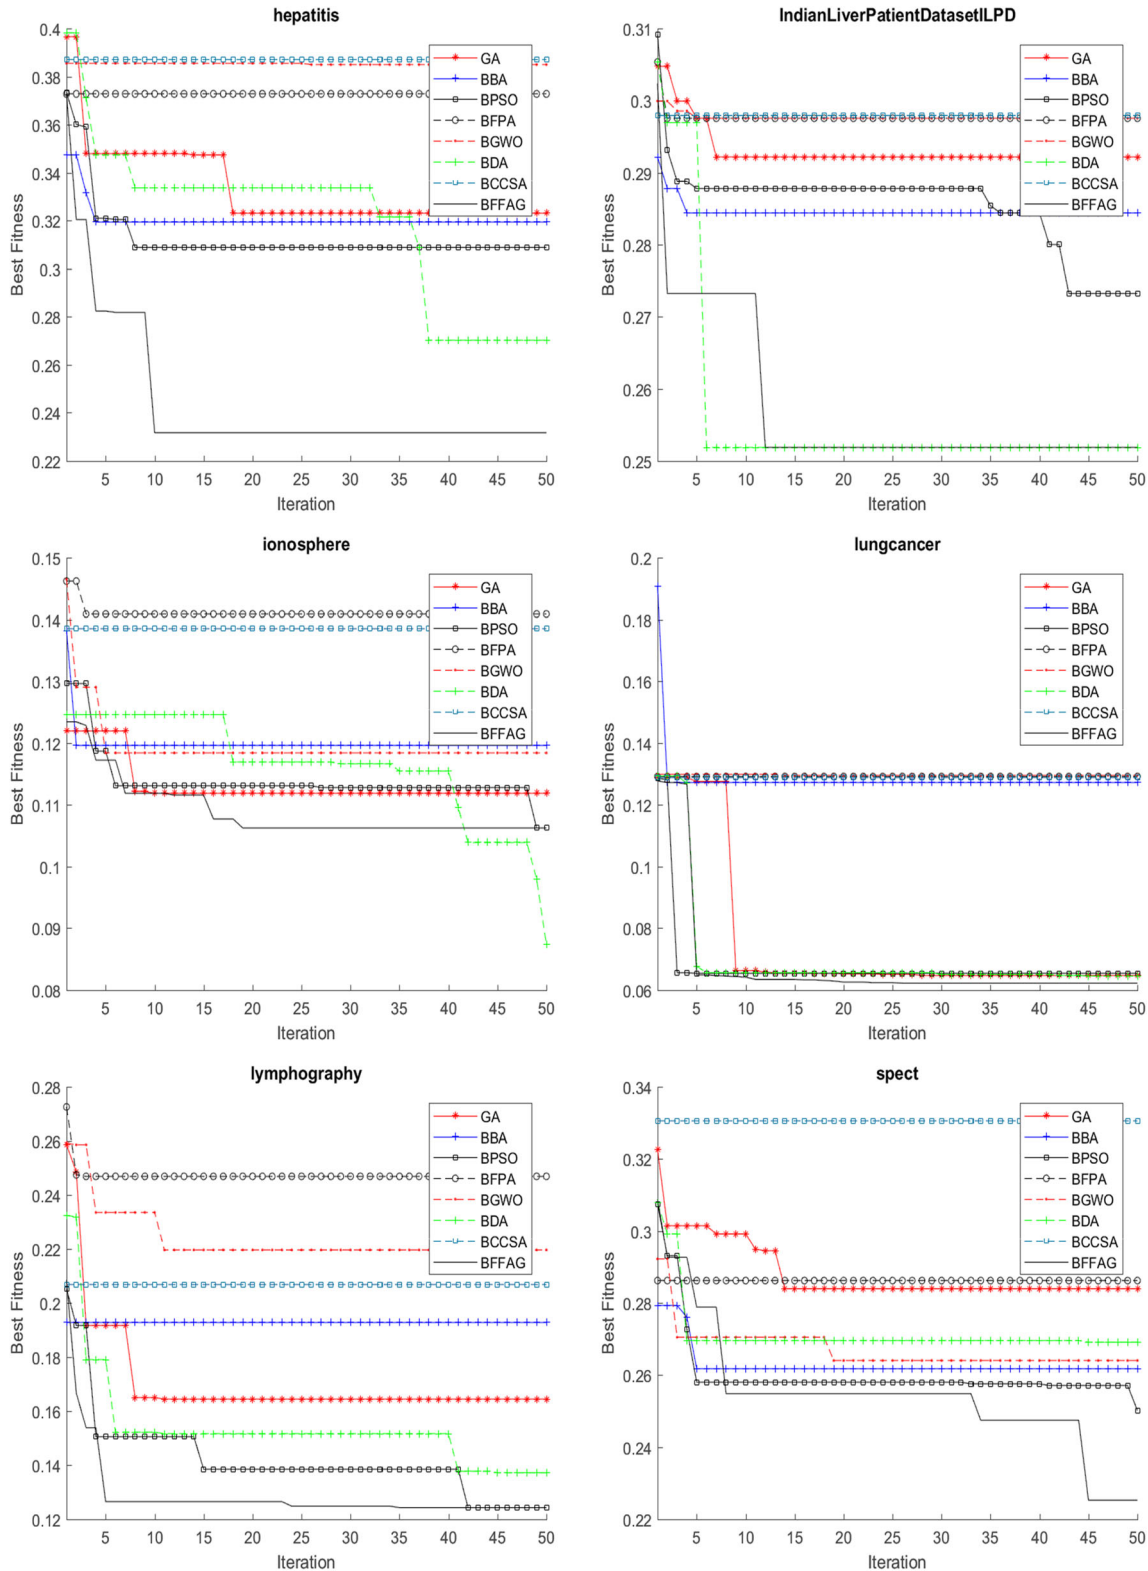 hepatitis
0.4
0.38
0.36
0.34
0.32
0.3
0.28
0.26
0.24
0.22
Best Fitness
5 10 15 20 25 30 35 40 45 50
Iteration
GA
BBA
BPSO
BFPA
BGWO
BDA
BCCSA
BFFAG
IndianLiverPatientDatasetILPD
0.31
0.3
0.29
0.28
0.27
0.26
0.25
Best Fitness
5 10 15 20 25 30 35 40 45 50
Iteration
GA
BBA
BPSO
BFPA
BGWO
BDA
BCCSA
BFFAG
ionosphere
0.15
0.14
0.13
0.12
0.11
0.1
0.09
0.08
Best Fitness
5 10 15 20 25 30 35 40 45 50
Iteration
GA
BBA
BPSO
BFPA
BGWO
BDA
BCCSA
BFFAG
lungcancer
0.2
0.18
0.16
0.14
0.12
0.1
0.08
0.06
Best Fitness
5 10 15 20 25 30 35 40 45 50
Iteration
GA
BBA
BPSO
BFPA
BGWO
BDA
BCCSA
BFFAG
lymphography
0.28
0.26
0.24
0.22
0.2
0.18
0.16
0.14
0.12
Best Fitness
5 10 15 20 25 30 35 40 45 50
Iteration
GA
BBA
BPSO
BFPA
BGWO
BDA
BCCSA
BFFAG
spect
0.34
0.32
0.3
0.28
0.26
0.24
0.22
Best Fitness
5 10 15 20 25 30 35 40 45 50
Iteration
GA
BBA
BPSO
BFPA
BGWO
BDA
BCCSA
BFFAG